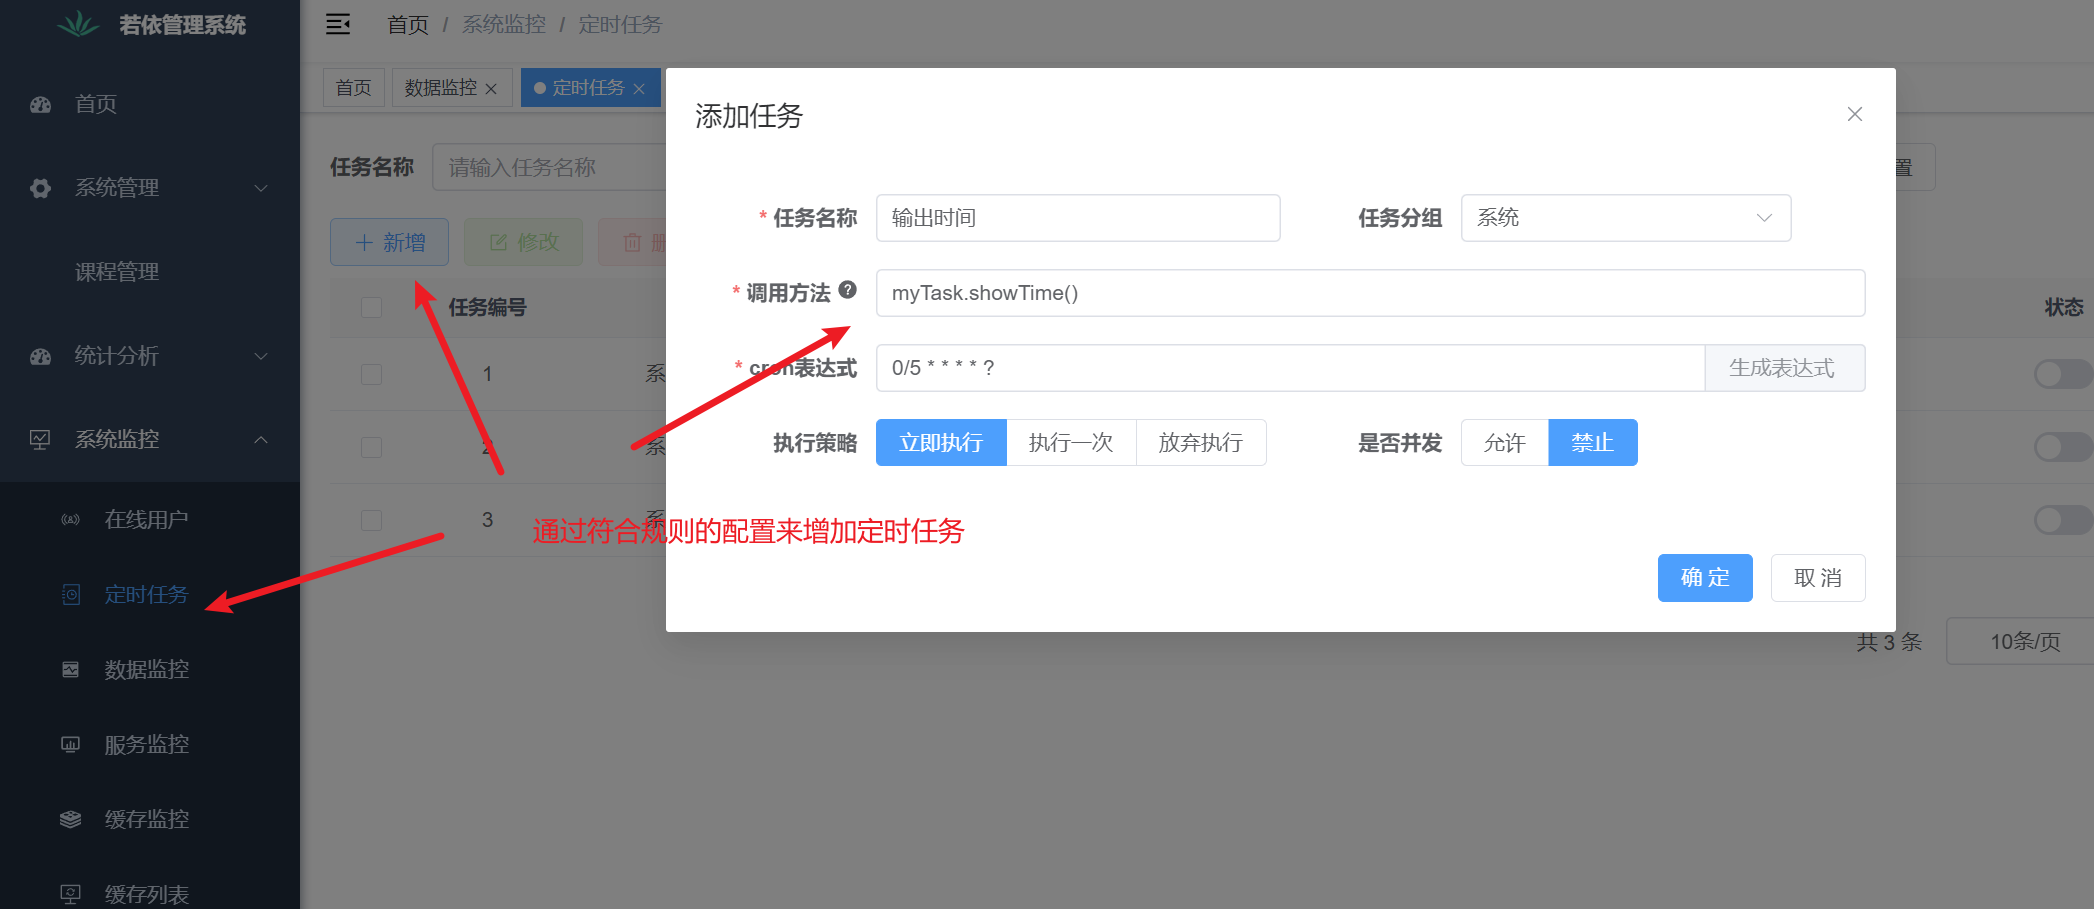 若依管理系统
首页 / 系统监控 / 定时任务
首页
数据监控
定时任务
首页
系统管理
课程管理
统计分析
系统监控
在线用户
定时任务
数据监控
服务监控
缓存监控
缓存列表
任务名称 请输入任务名称
置
新增
修改
删
任务编号
状态
1 系
2 系
3 系
共 3 条
10条/页
添加任务
* 任务名称 输出时间
任务分组 系统
* 调用方法 myTask.showTime()
* cron表达式 0/5 * * * * ? 生成表达式
执行策略 立即执行 执行一次 放弃执行
是否并发 允许 禁止
通过符合规则的配置来增加定时任务
确 定
取 消